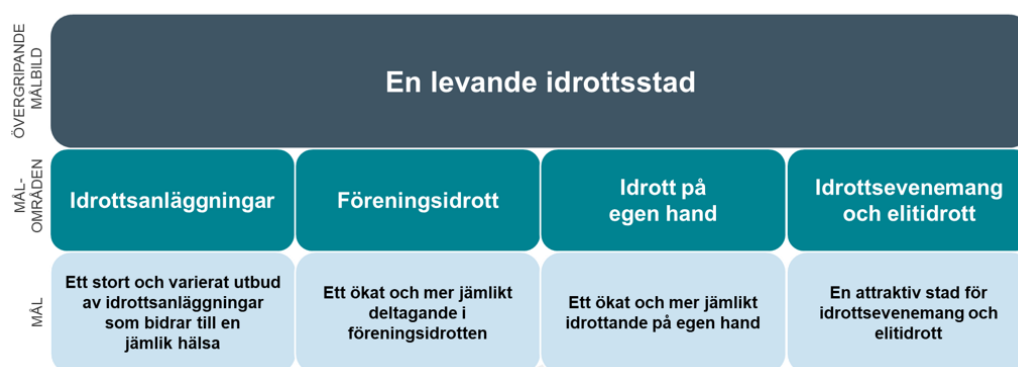 ÖVERGRIPANDE
MÅLBILD
En levande idrottsstad
MÅL-
OMRÅDEN
Idrottsanläggningar
Föreningsidrott
Idrott på
egen hand
Idrottsevenemang
och elitidrott
MÅL
Ett stort och varierat utbud
av idrottsanläggningar
som bidrar till en
jämlik hälsa
Ett ökat och mer jämlikt
deltagande i
föreningsidrotten
Ett ökat och mer jämlikt
idrottande på egen hand
En attraktiv stad för
idrottsevenemang och
elitidrott